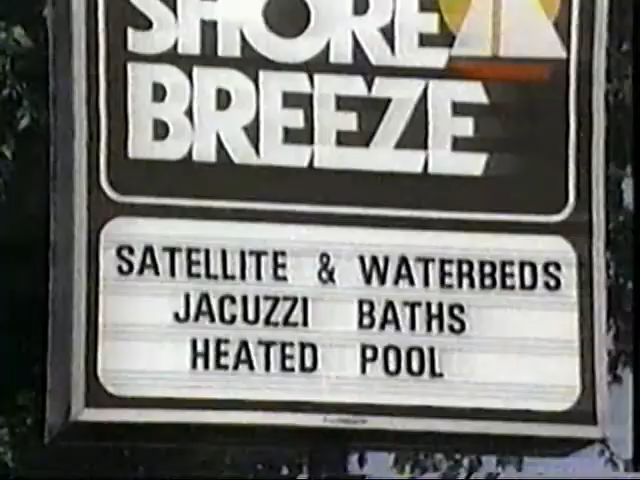 SHORE
BREEZE
SATELLITE & WATERBEDS
JACUZZI BATHS
HEATED POOL